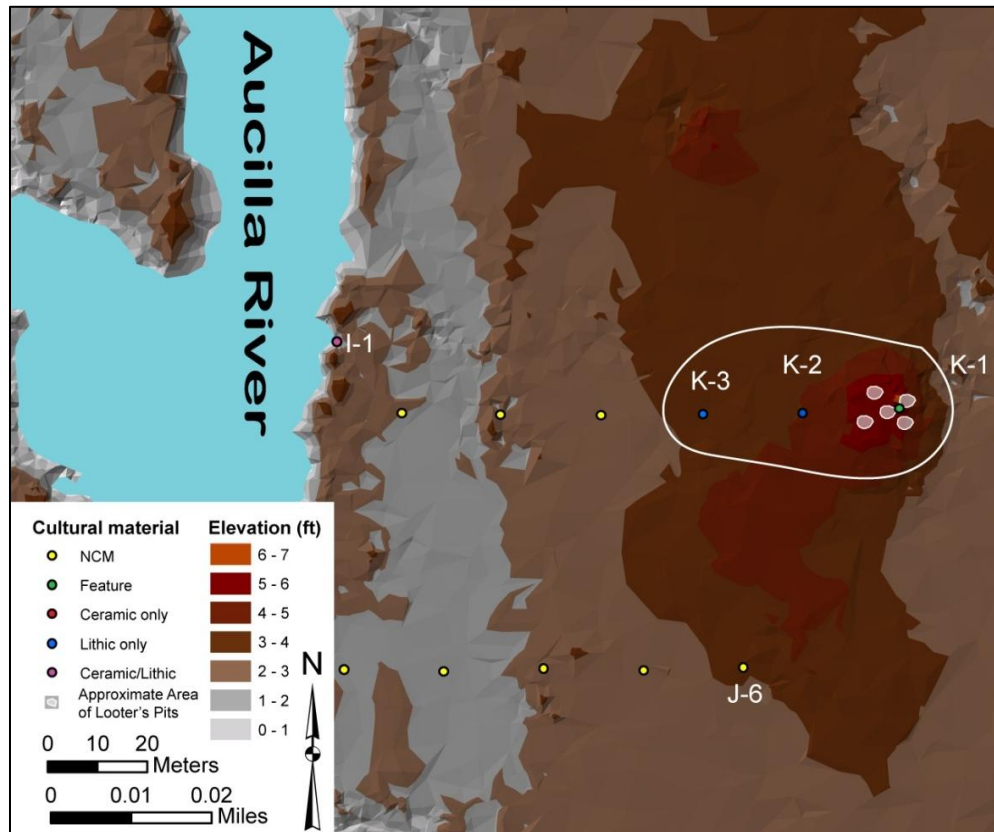 Aucilla River
I-1
K-3
K-2
K-1
J-6
Cultural material
NCM
Feature
Ceramic only
Lithic only
Ceramic/Lithic
Approximate Area
of Looter's Pits
Elevation (ft)
6 - 7
5 - 6
4 - 5
3 - 4
2 - 3
1 - 2
0 - 1
N
0 10 20
Meters
0 0.01 0.02
Miles